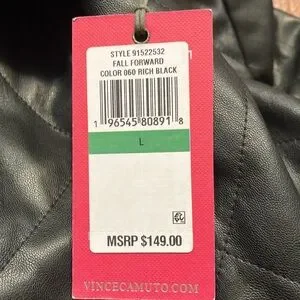 STYLE 91522532
FALL FORWARD
COLOR 060 RICH BLACK
1 96545 80891 8
L
MSRP $149.00
VINCECAMUTO.COM